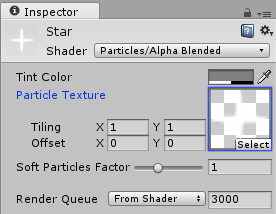 Inspector
Star
Shader Particles/Alpha Blended
Tint Color
Particle Texture
Tiling X 1 Y 1
Offset X 0 Y 0
Select
Soft Particles Factor 1
Render Queue From Shader 3000